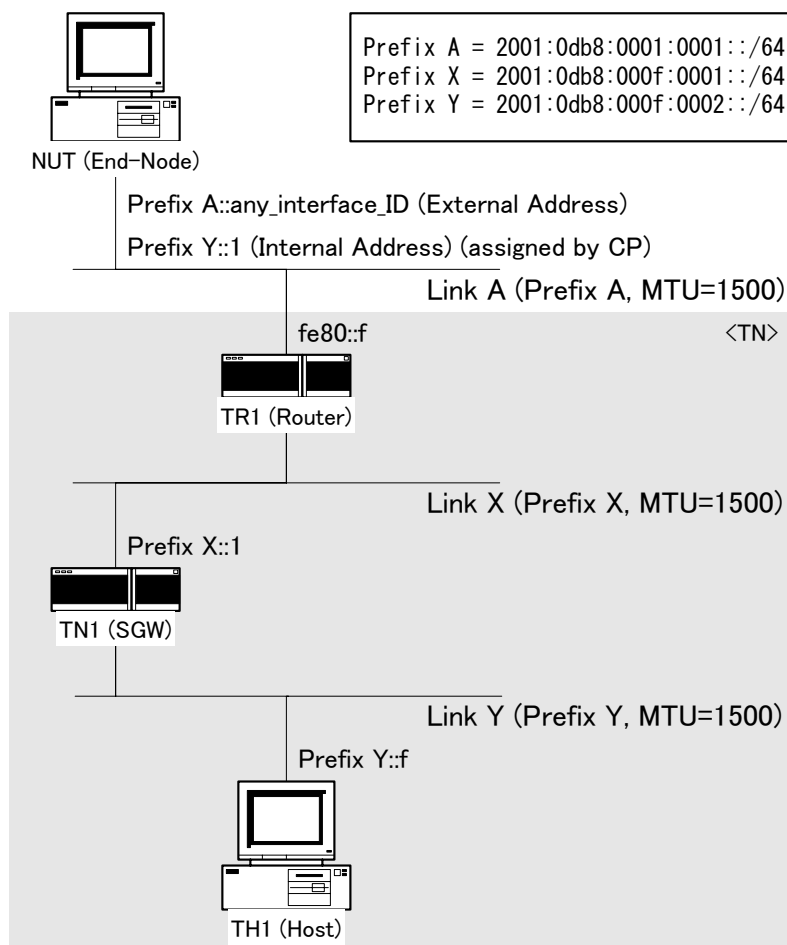 Prefix A = 2001:0db8:0001:0001::/64
Prefix X = 2001:0db8:000f:0001::/64
Prefix Y = 2001:0db8:000f:0002::/64
NUT (End-Node)
Prefix A::any_interface_ID (External Address)
Prefix Y::1 (Internal Address) (assigned by CP)
Link A (Prefix A, MTU=1500)
fe80::f
<TN>
TR1 (Router)
Link X (Prefix X, MTU=1500)
Prefix X::1
TN1 (SGW)
Link Y (Prefix Y, MTU=1500)
Prefix Y::f
TH1 (Host)